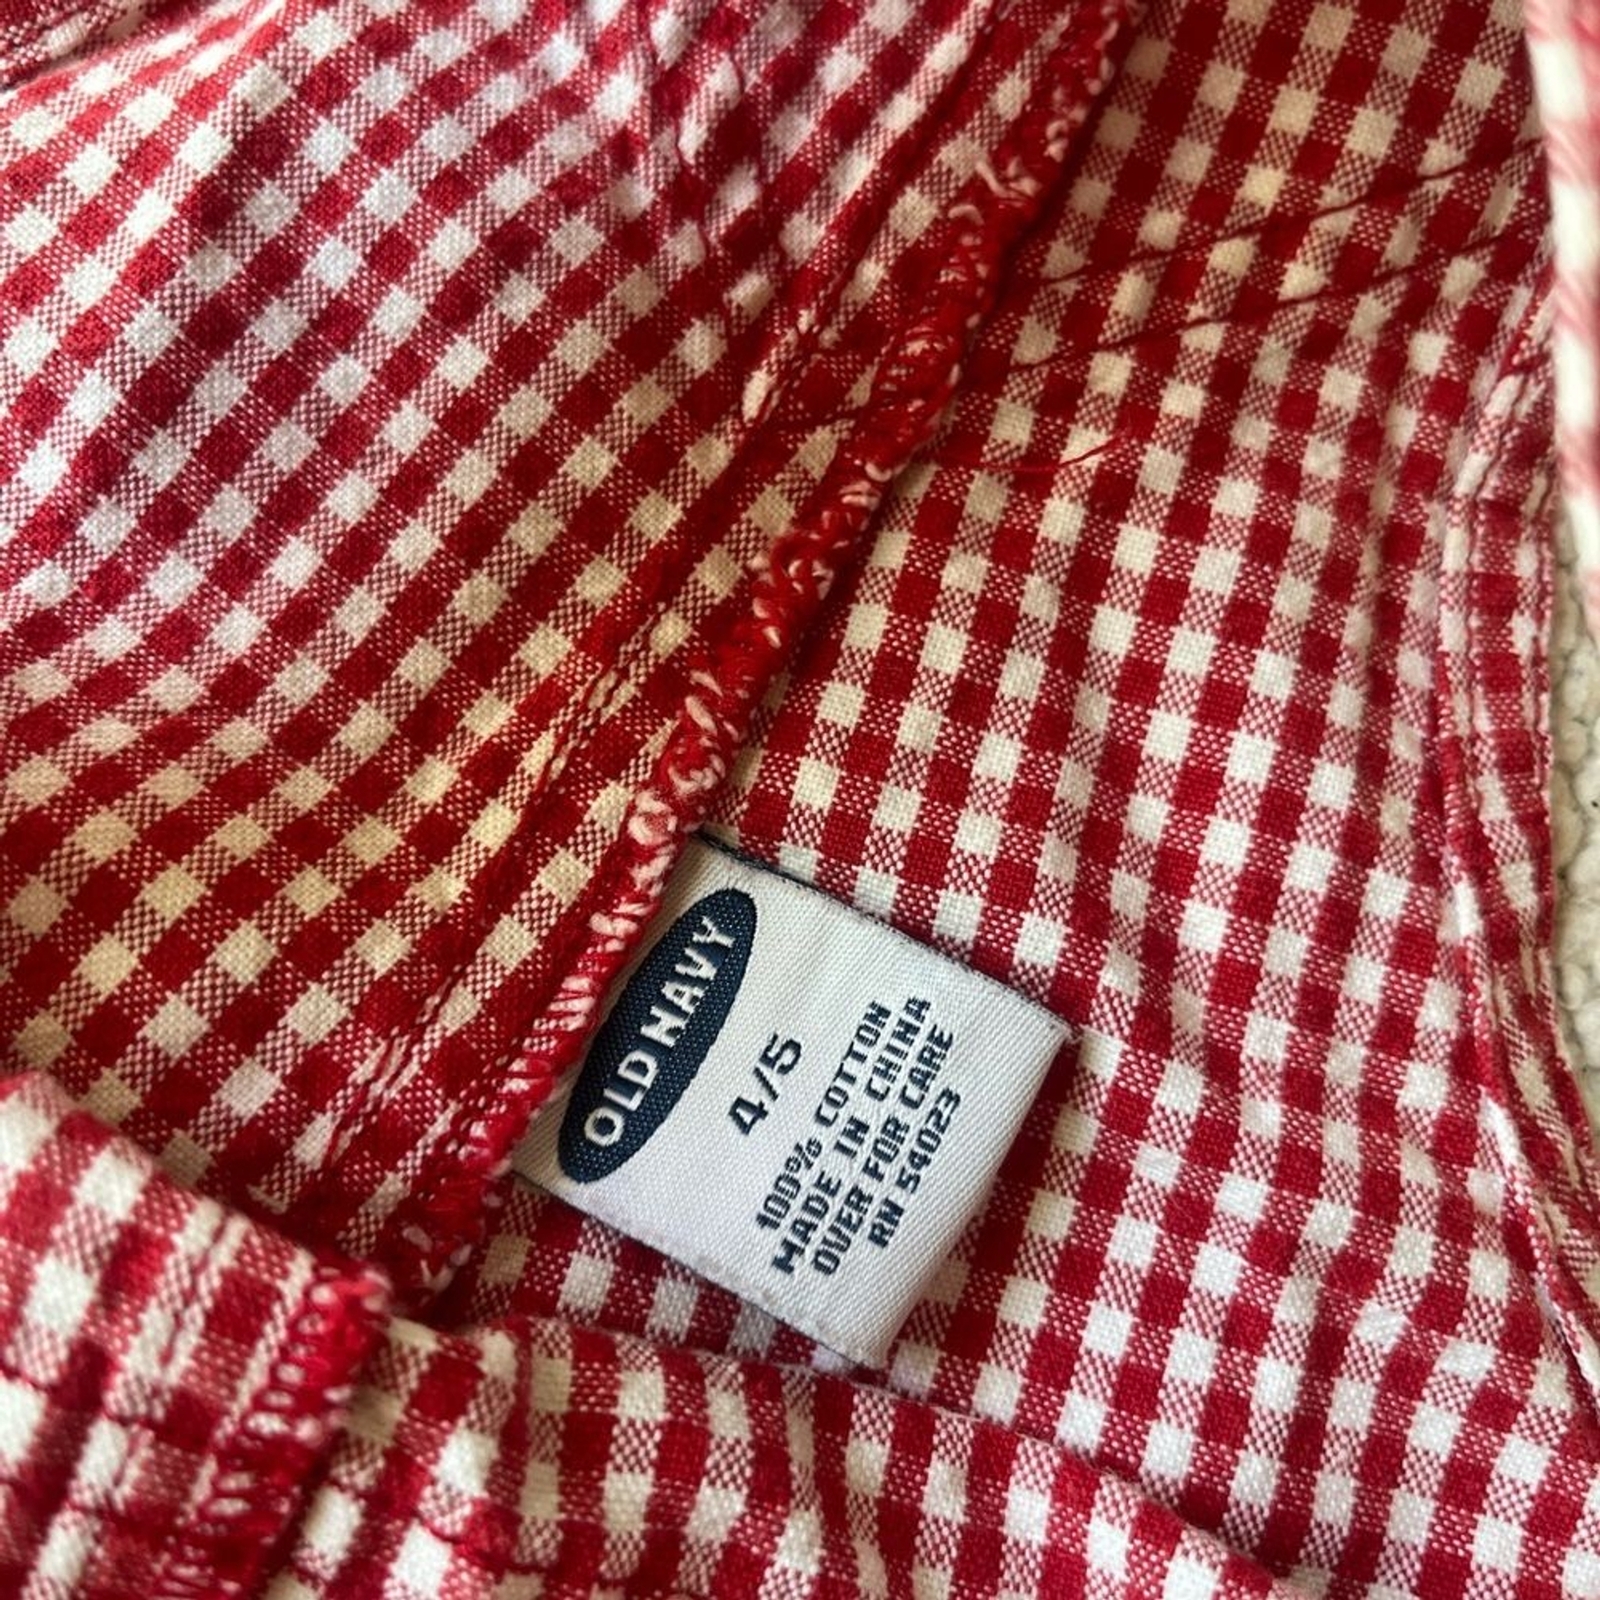 OLD NAVY
4/5
100% COTTON
MADE IN CHINA
OVER FOR CARE
RN 54023